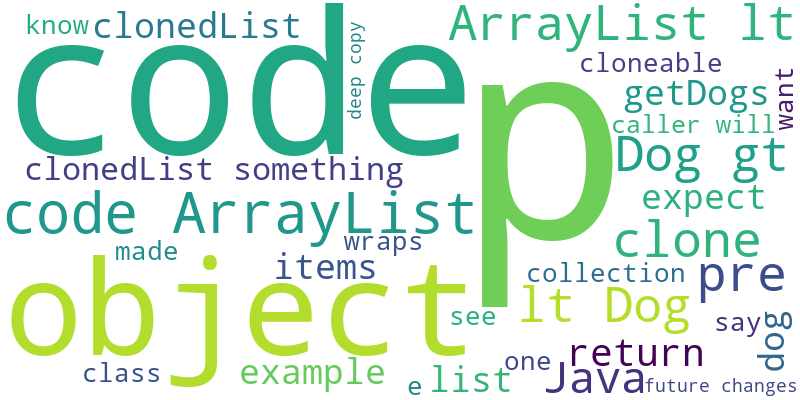 know
clonedList
deep copy
ArrayList lt
code
p
cloneable
want
getDogs
caller will
clonedList something
Dog gt
code ArrayList
expect
wraps
clone
made
items
collection
pre
object
lt Dog
see
say
dog
class
example
one
return
e
list
Java
future changes